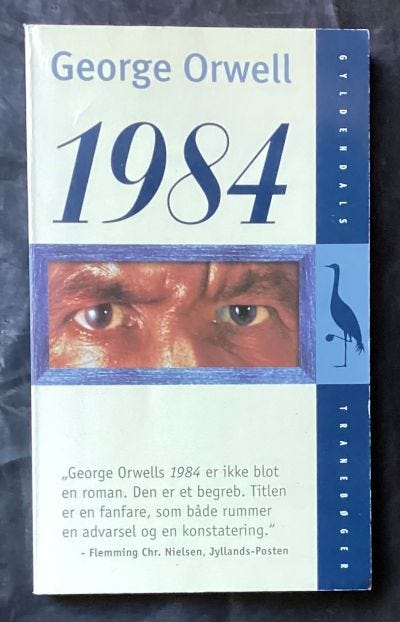 George Orwell
1984
„George Orwells 1984 er ikke blot
en roman. Den er et begreb. Titlen
er en fanfare, som både rummer
en advarsel og en konstatering.“
- Flemming Chr. Nielsen, Jyllands-Posten
GYLDENDALS
TRANEBØGER